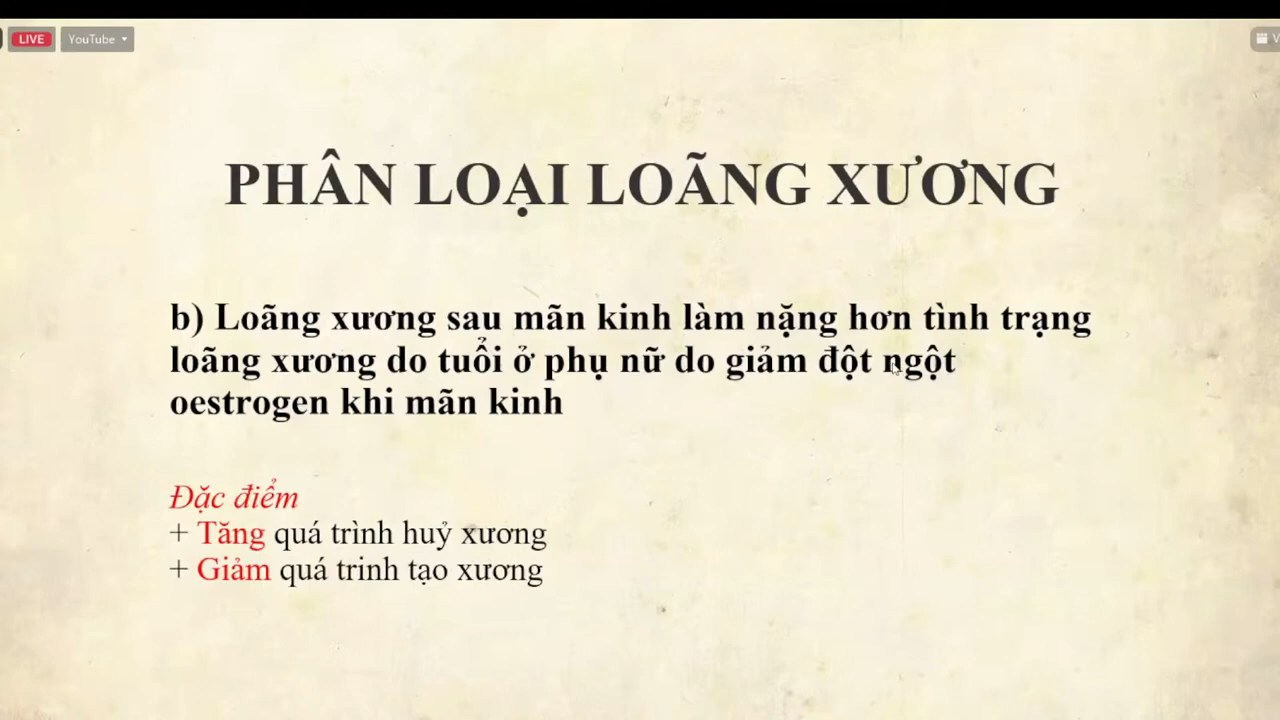 LIVE
YouTube
V
PHÂN LOẠI LOÃNG XƯƠNG
b) Loãng xương sau mãn kinh làm nặng hơn tình trạng
loãng xương do tuổi ở phụ nữ do giảm đột ngột
oestrogen khi mãn kinh
Đặc điểm
+ Tăng quá trình huỷ xương
+ Giảm quá trinh tạo xương